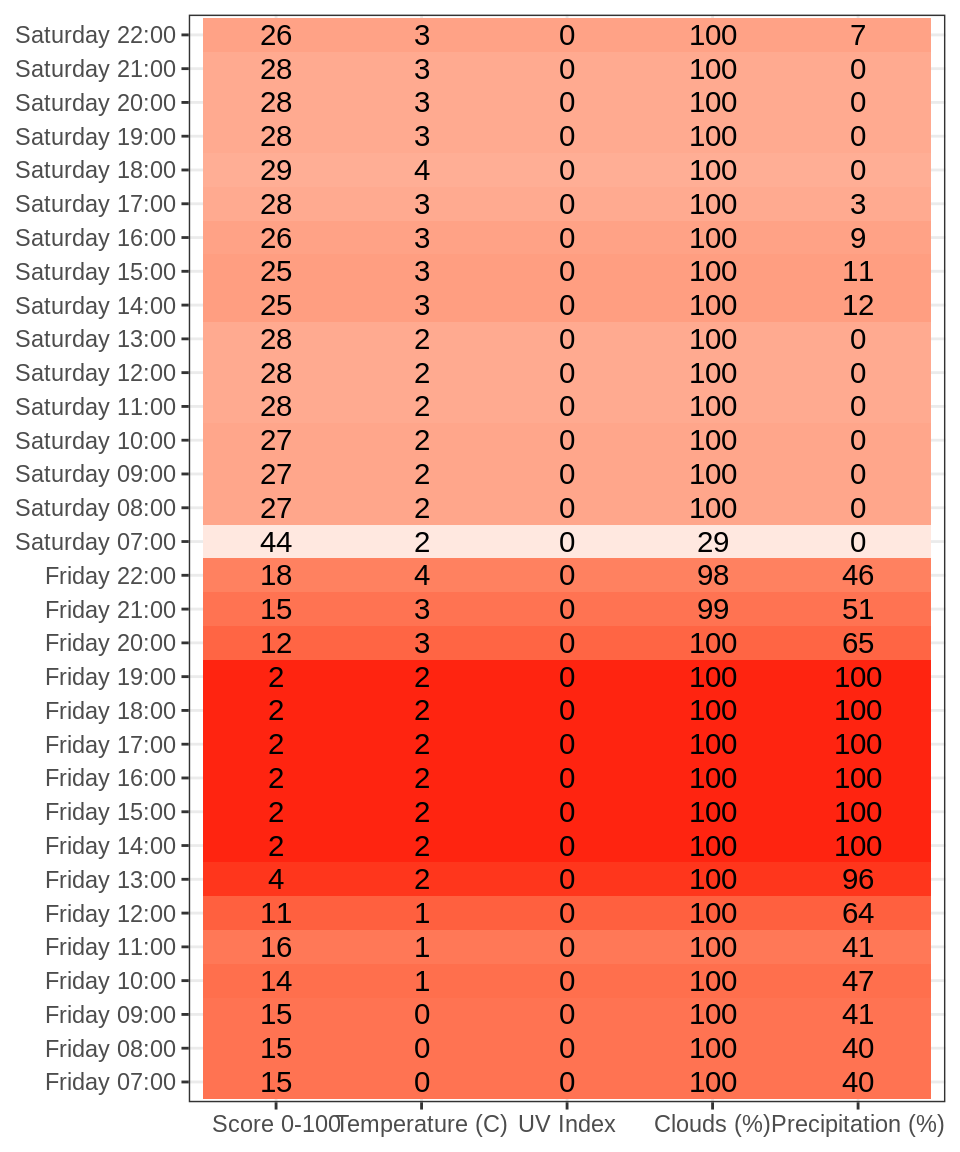 Saturday 22:00 26 3 0 100 7
Saturday 21:00 28 3 0 100 0
Saturday 20:00 28 3 0 100 0
Saturday 19:00 28 3 0 100 0
Saturday 18:00 29 4 0 100 0
Saturday 17:00 28 3 0 100 3
Saturday 16:00 26 3 0 100 9
Saturday 15:00 25 3 0 100 11
Saturday 14:00 25 3 0 100 12
Saturday 13:00 28 2 0 100 0
Saturday 12:00 28 2 0 100 0
Saturday 11:00 28 2 0 100 0
Saturday 10:00 27 2 0 100 0
Saturday 09:00 27 2 0 100 0
Saturday 08:00 27 2 0 100 0
Saturday 07:00 44 2 0 29 0
Friday 22:00 18 4 0 98 46
Friday 21:00 15 3 0 99 51
Friday 20:00 12 3 0 100 65
Friday 19:00 2 2 0 100 100
Friday 18:00 2 2 0 100 100
Friday 17:00 2 2 0 100 100
Friday 16:00 2 2 0 100 100
Friday 15:00 2 2 0 100 100
Friday 14:00 2 2 0 100 100
Friday 13:00 4 2 0 100 96
Friday 12:00 11 1 0 100 64
Friday 11:00 16 1 0 100 41
Friday 10:00 14 1 0 100 47
Friday 09:00 15 0 0 100 41
Friday 08:00 15 0 0 100 40
Friday 07:00 15 0 0 100 40
Score 0-100 Temperature (C) UV Index Clouds (%) Precipitation (%)